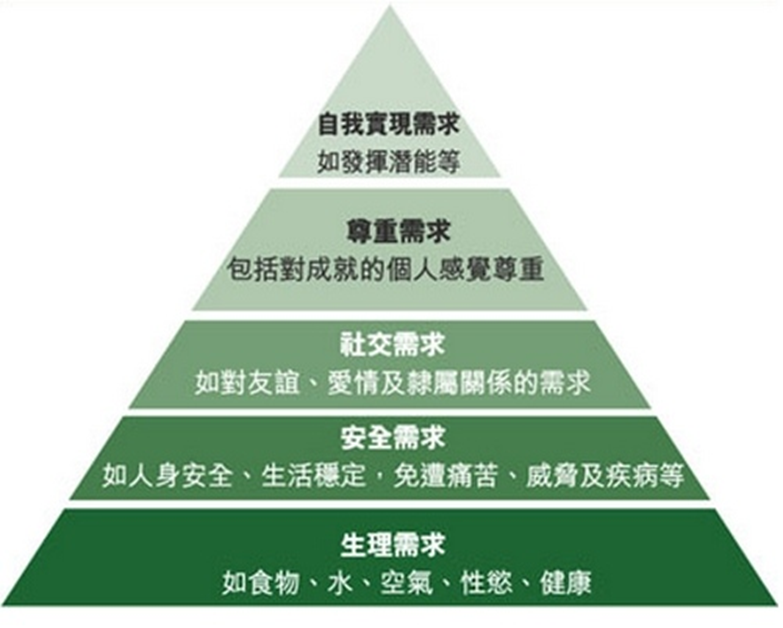 自我實現需求
如發揮潛能等
尊重需求
包括對成就的個人感覺尊重
社交需求
如對友誼、愛情及隸屬關係的需求
安全需求
如人身安全、生活穩定，免遭痛苦、威脅及疾病等
生理需求
如食物、水、空氣、性慾、健康